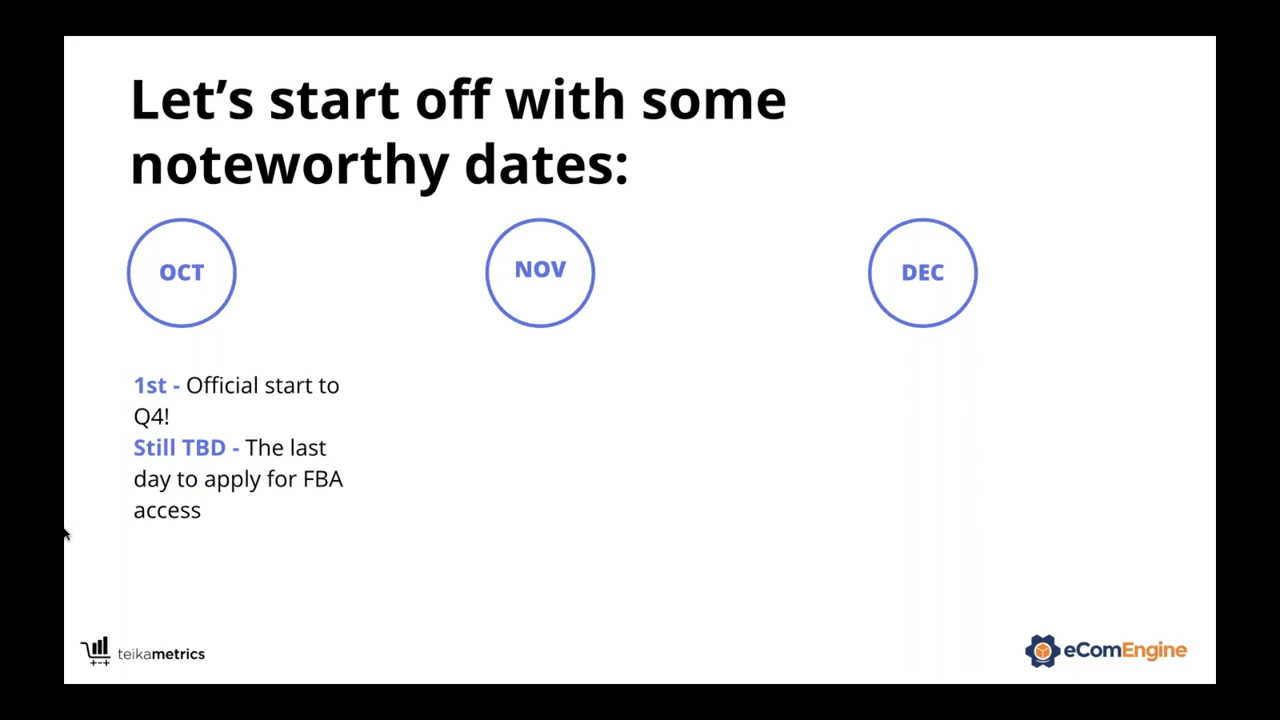 Let’s start off with some
noteworthy dates:
OCT
NOV
DEC
1st - Official start to
Q4!
Still TBD - The last
day to apply for FBA
access
teikametrics
eComEngine